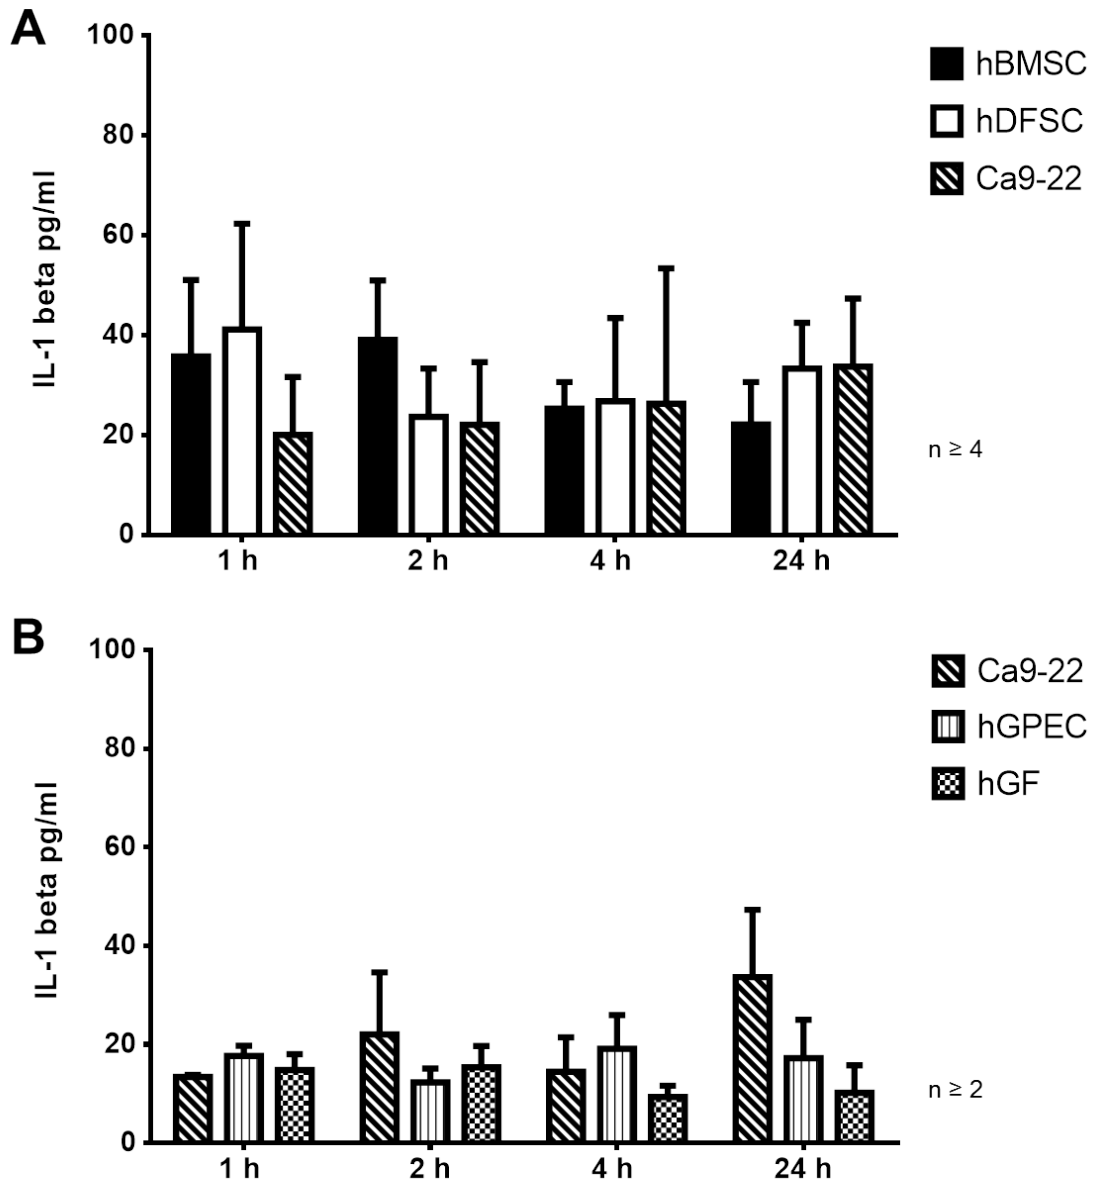 A
100
80
60
40
20
0
IL-1 beta pg/ml
1 h
2 h
4 h
24 h
hBMSC
hDFSC
Ca9-22
n ≥ 4
B
100
80
60
40
20
0
IL-1 beta pg/ml
1 h
2 h
4 h
24 h
Ca9-22
hGPEC
hGF
n ≥ 2